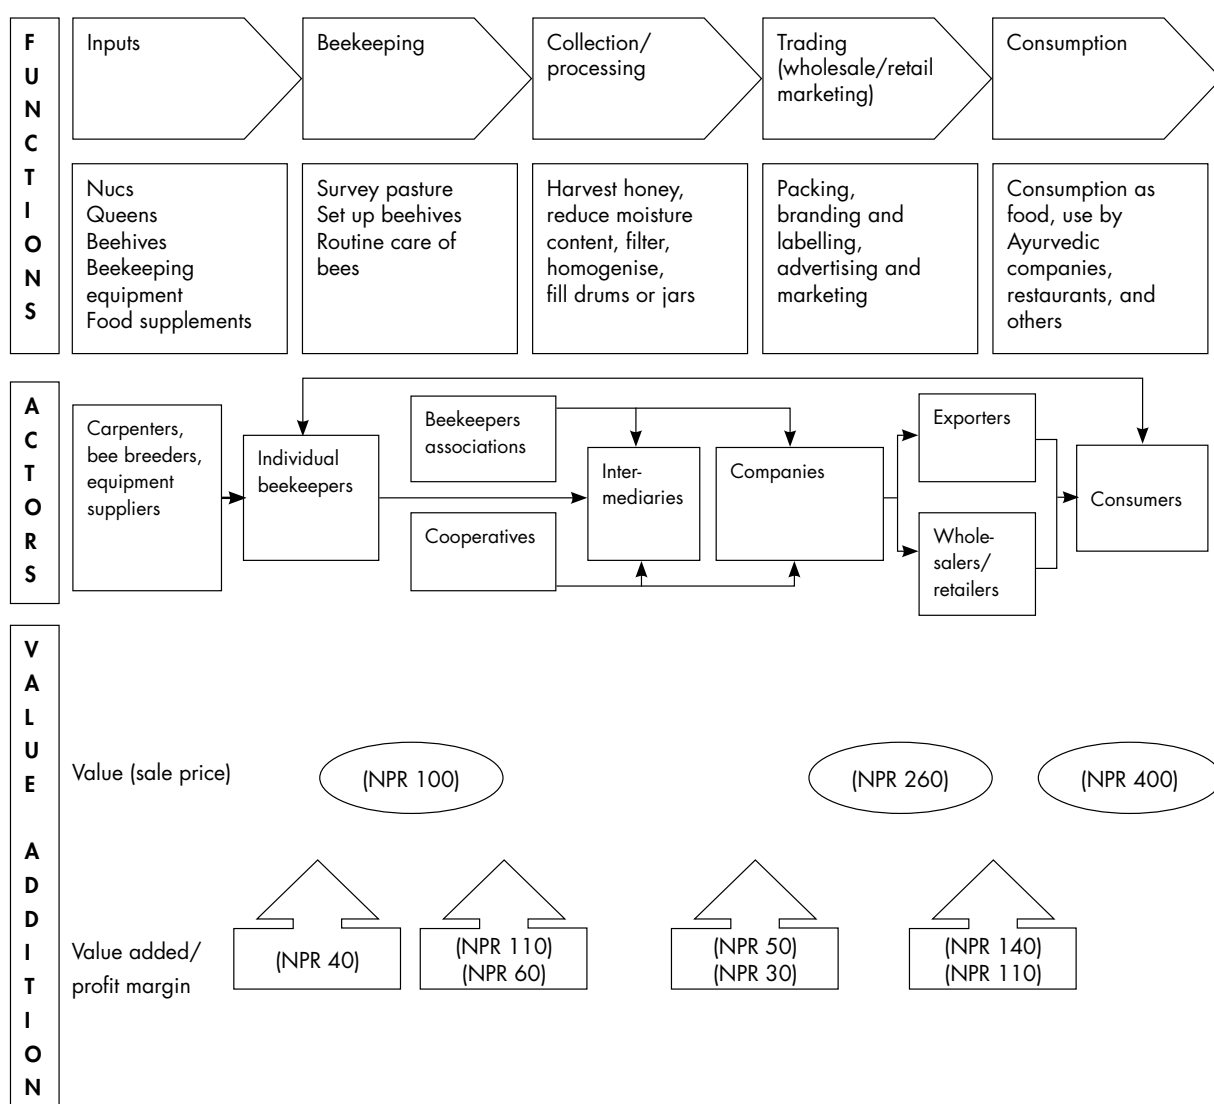 FUNCTIONS
Inputs
Beekeeping
Collection/
processing
Trading
(wholesale/retail
marketing)
Consumption
Nucs
Queens
Beehives
Beekeeping
equipment
Food supplements
Survey pasture
Set up beehives
Routine care of
bees
Harvest honey,
reduce moisture
content, filter,
homogenise,
fill drums or jars
Packing,
branding and
labelling,
advertising and
marketing
Consumption as
food, use by
Ayurvedic
companies,
restaurants, and
others
ACTORS
Carpenters,
bee breeders,
equipment
suppliers
Individual
beekeepers
Beekeepers
associations
Cooperatives
Inter-
mediaries
Companies
Exporters
Whole-
salers/
retailers
Consumers
VALUE ADDITION
Value (sale price)
(NPR 100)
(NPR 260)
(NPR 400)
Value added/
profit margin
(NPR 40)
(NPR 110)
(NPR 60)
(NPR 50)
(NPR 30)
(NPR 140)
(NPR 110)